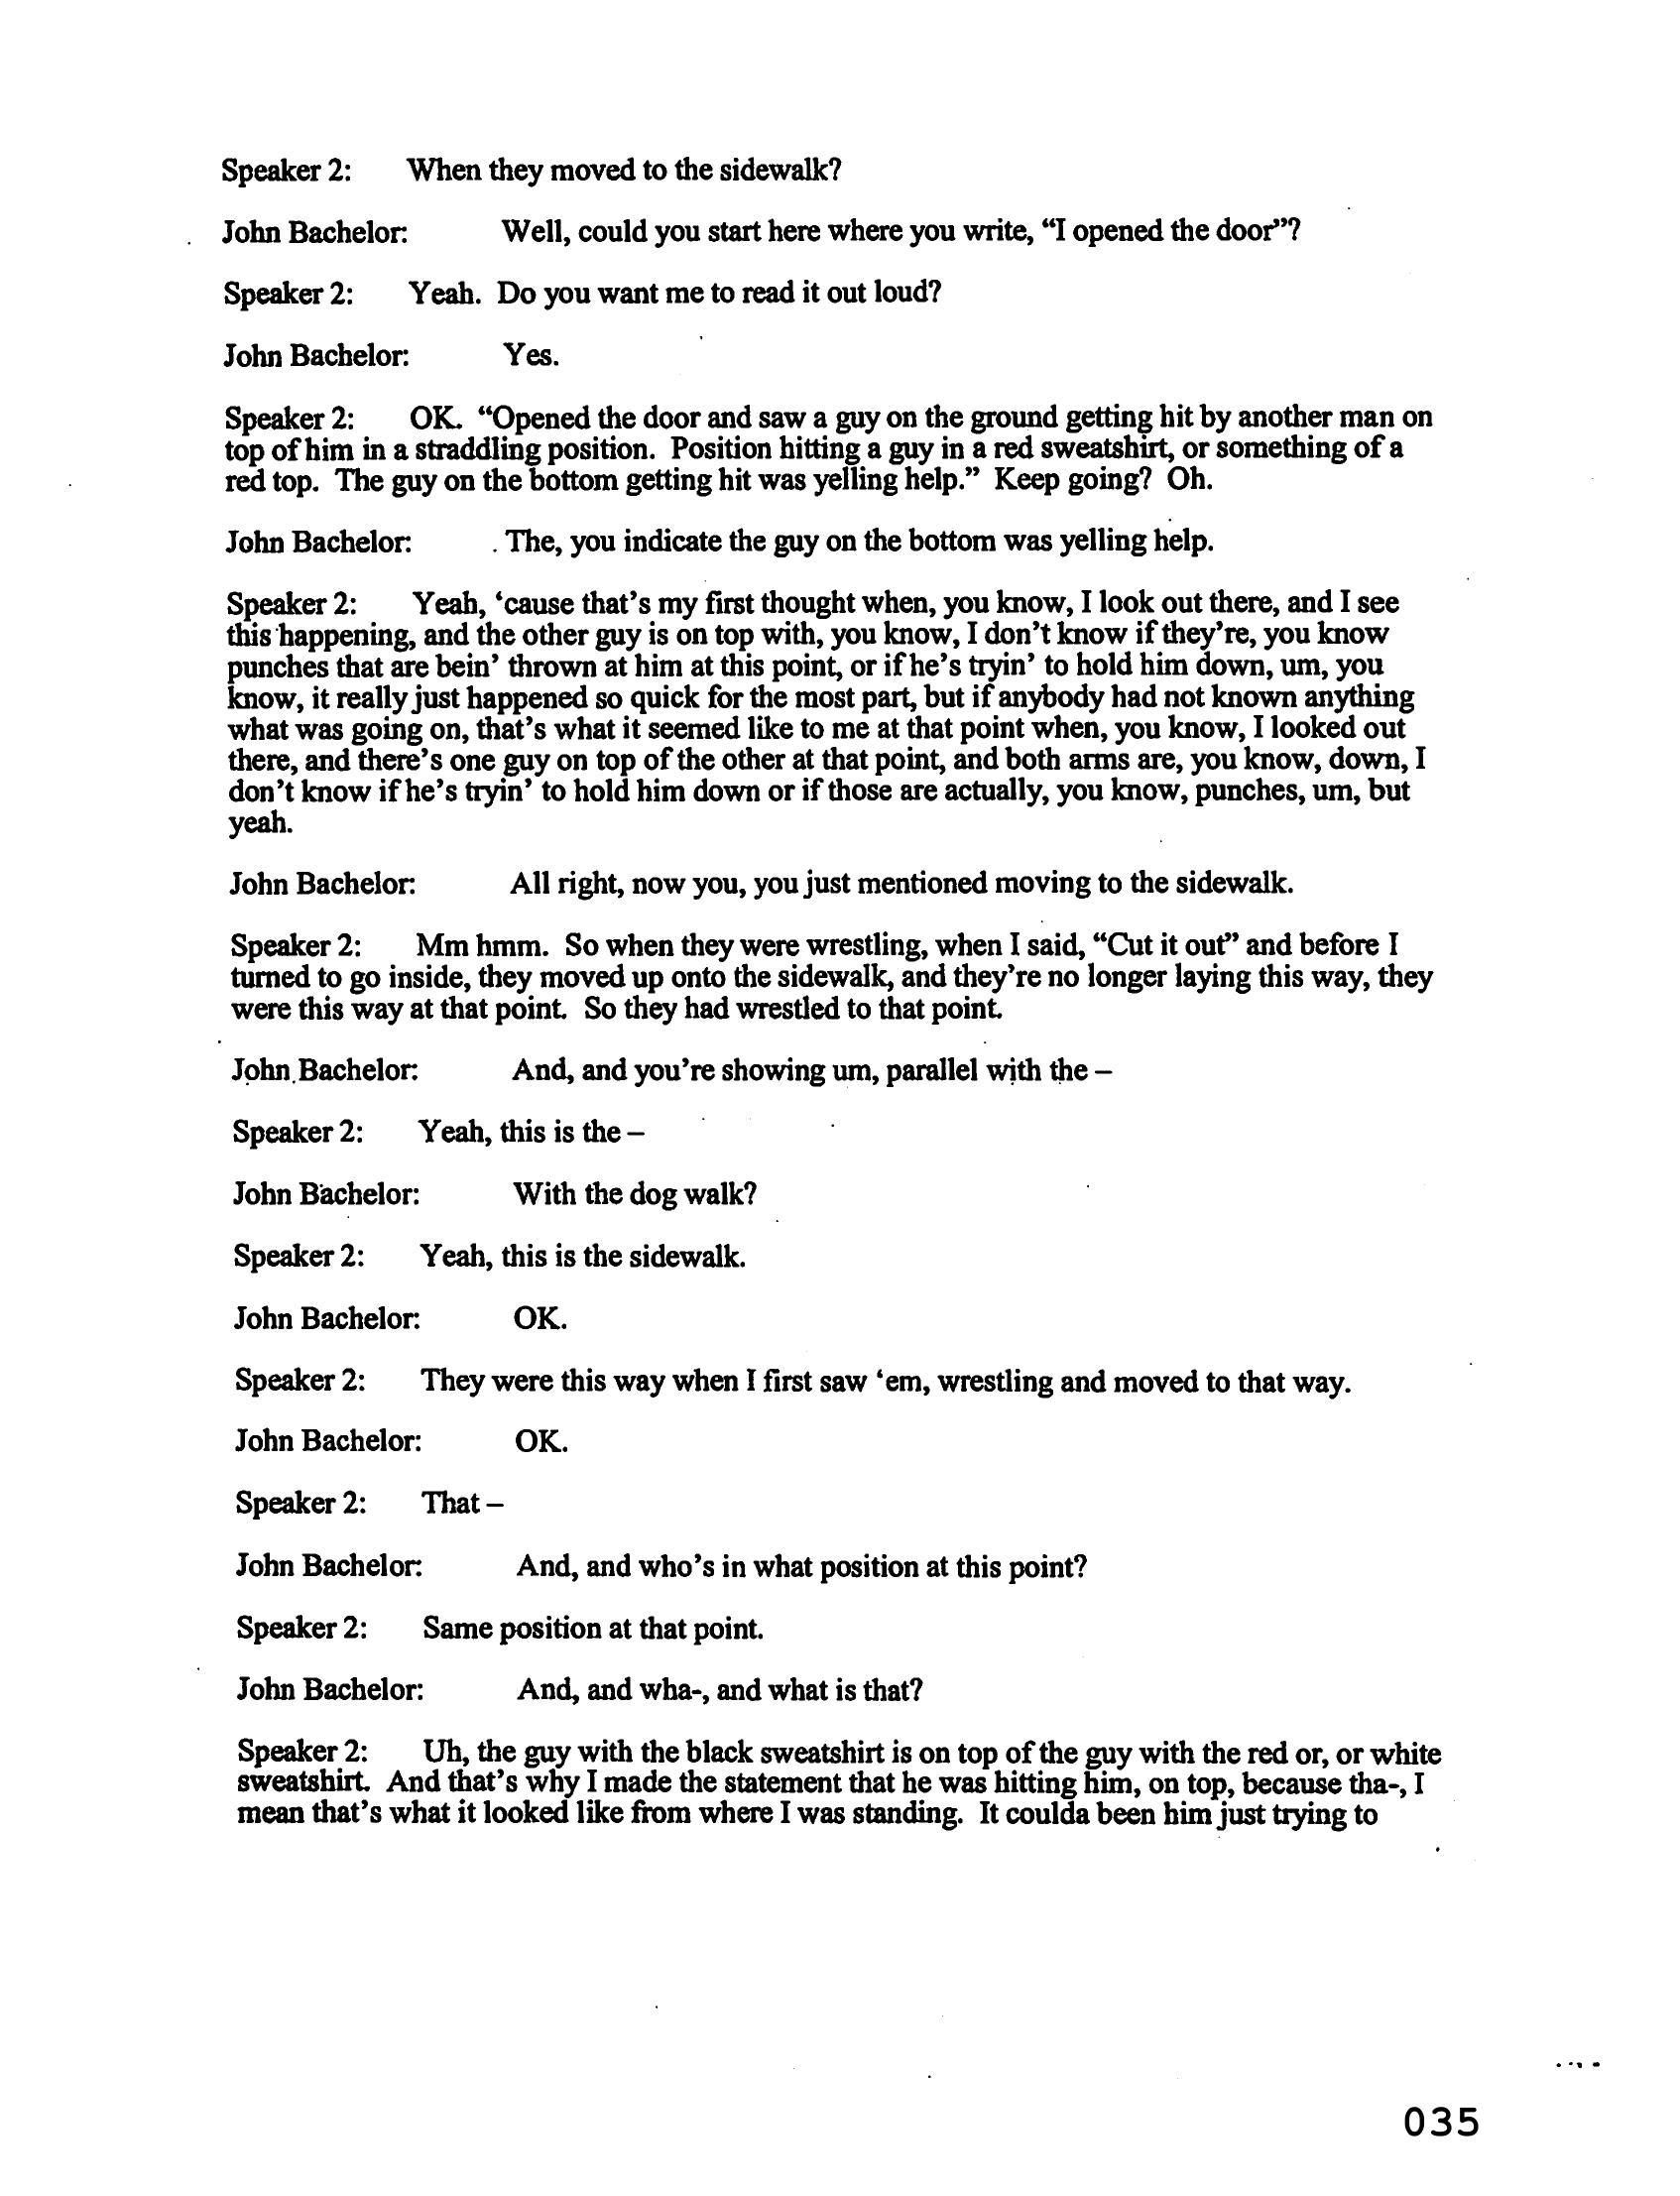 Speaker 2: When they moved to the sidewalk?
John Bachelor: Well, could you start here where you write, “I opened the door”?
Speaker 2: Yeah. Do you want me to read it out loud?
John Bachelor: Yes.
Speaker 2: OK. “Opened the door and saw a guy on the ground getting hit by another man on
top of him in a straddling position. Position hitting a guy in a red sweatshirt, or something of a
red top. The guy on the bottom getting hit was yelling help.” Keep going? Oh.
John Bachelor: The, you indicate the guy on the bottom was yelling help.
Speaker 2: Yeah, ‘cause that’s my first thought when, you know, I look out there, and I see
this happening, and the other guy is on top with, you know, I don’t know if they’re, you know
punches that are bein’ thrown at him at this point, or if he’s tryin’ to hold him down, um, you
know, it really just happened so quick for the most part, but if anybody had not known anything
what was going on, that’s what it seemed like to me at that point when, you know, I looked out
there, and there’s one guy on top of the other at that point, and both arms are, you know, down, I
don’t know if he’s tryin’ to hold him down or if those are actually, you know, punches, um, but
yeah.
John Bachelor: All right, now you, you just mentioned moving to the sidewalk.
Speaker 2: Mm hmm. So when they were wrestling, when I said, “Cut it out” and before I
turned to go inside, they moved up onto the sidewalk, and they’re no longer laying this way, they
were this way at that point. So they had wrestled to that point.
John Bachelor: And, and you’re showing um, parallel with the –
Speaker 2: Yeah, this is the –
John Bachelor: With the dog walk?
Speaker 2: Yeah, this is the sidewalk.
John Bachelor: OK.
Speaker 2: They were this way when I first saw ‘em, wrestling and moved to that way.
John Bachelor: OK.
Speaker 2: That –
John Bachelor: And, and who’s in what position at this point?
Speaker 2: Same position at that point.
John Bachelor: And, and wha-, and what is that?
Speaker 2: Uh, the guy with the black sweatshirt is on top of the guy with the red or, or white
sweatshirt. And that’s why I made the statement that he was hitting him, on top, because tha-, I
mean that’s what it looked like from where I was standing. It coulda been him just trying to
035